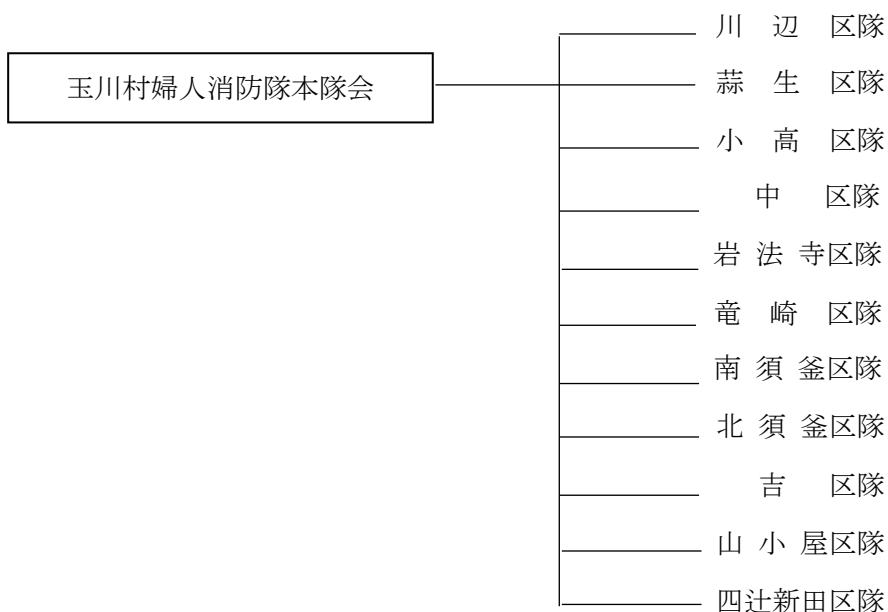 玉川村婦人消防隊本隊会
川　辺　区隊
蒜　生　区隊
小　高　区隊
中　区隊
岩 法 寺区隊
竜　崎　区隊
南 須 釜区隊
北 須 釜区隊
吉　区隊
山 小 屋区隊
四辻新田区隊